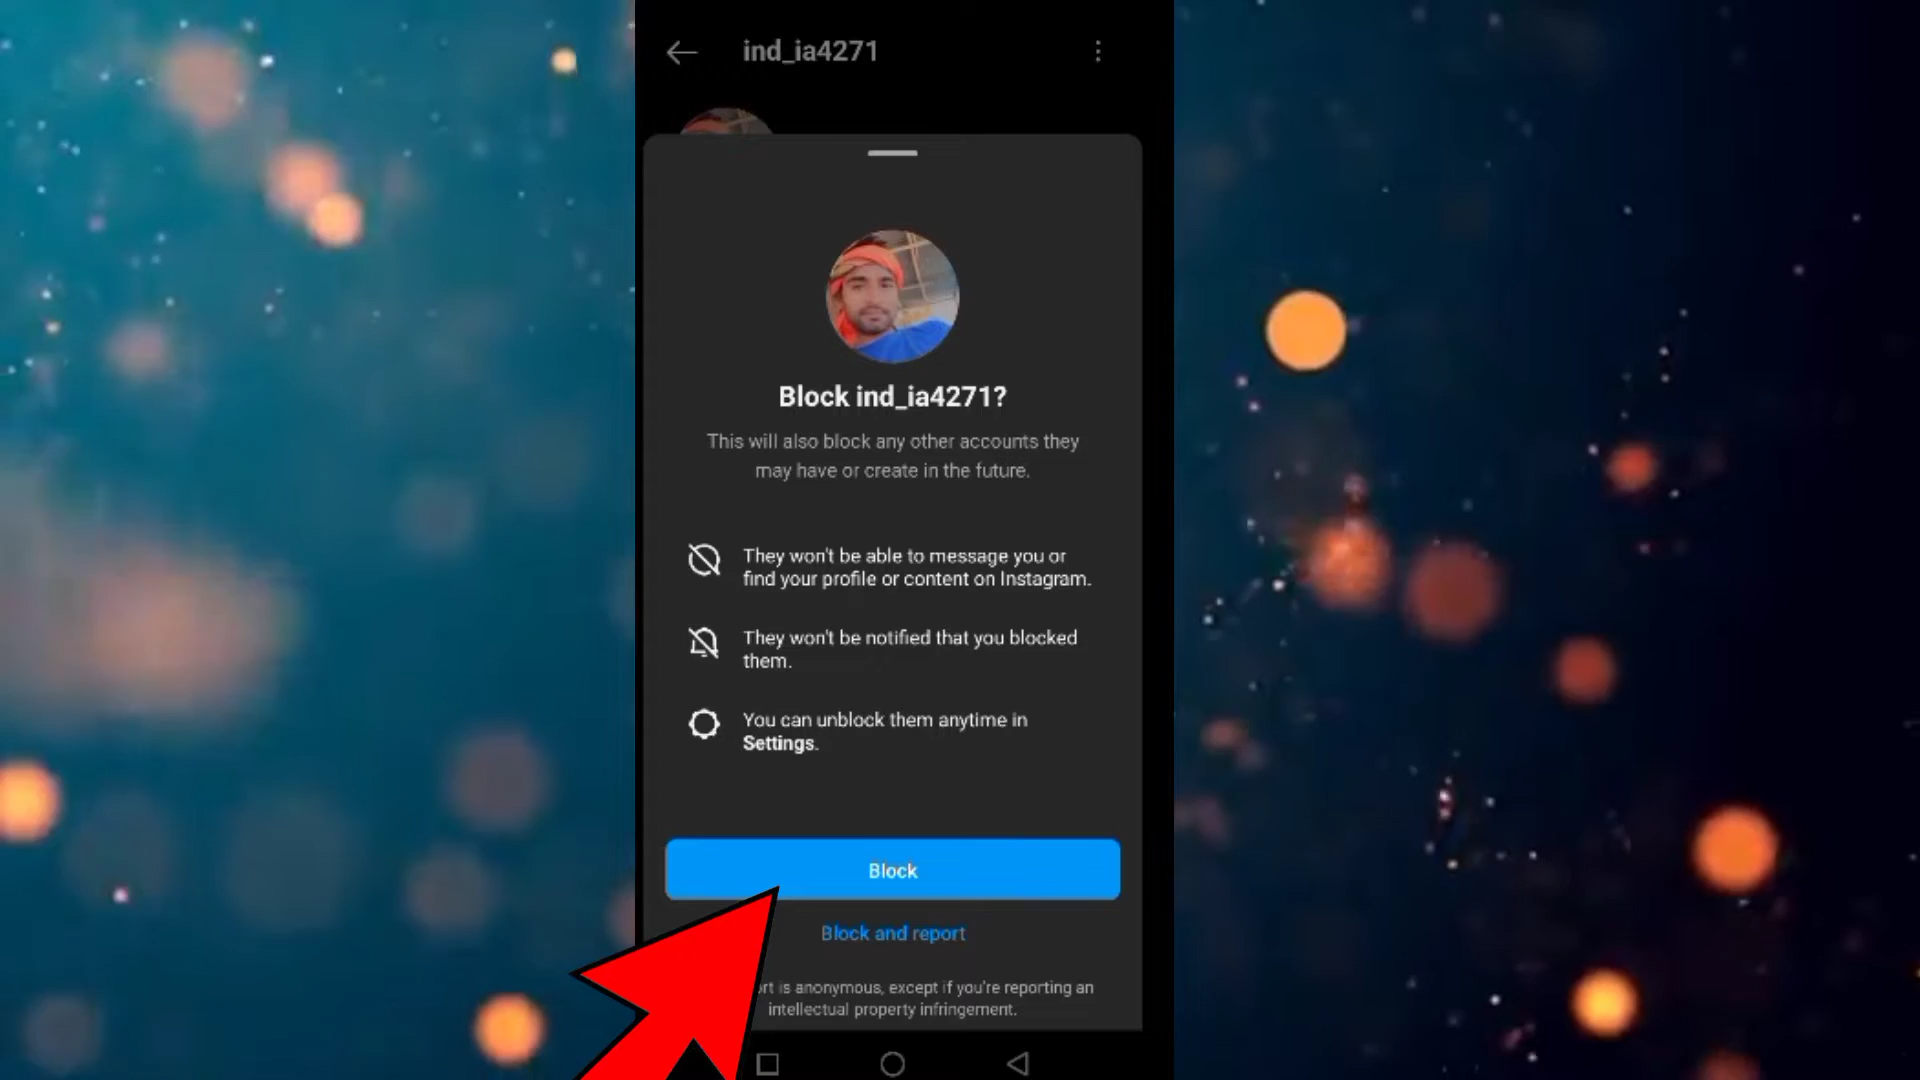 ind_ia4271
Block ind_ia4271?
This will also block any other accounts they
may have or create in the future.
They won't be able to message you or
find your profile or content on Instagram.
They won't be notified that you blocked
them.
You can unblock them anytime in
Settings.
Block
Block and report
is anonymous, except if you're reporting an
intellectual property infringement.